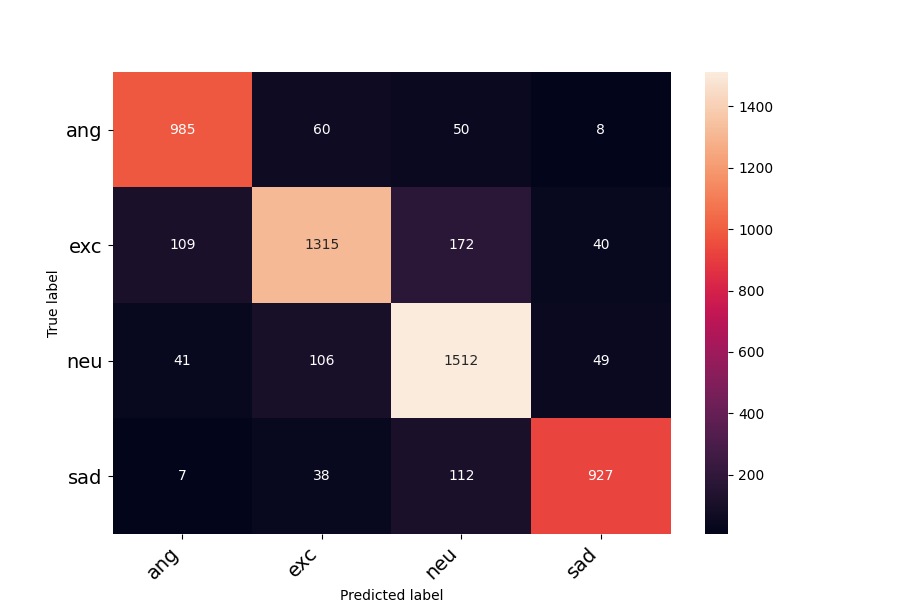 ang 985 60 50 8
exc 109 1315 172 40
neu 41 106 1512 49
sad 7 38 112 927
True label
ang exc neu sad
Predicted label
1400
1200
1000
800
600
400
200